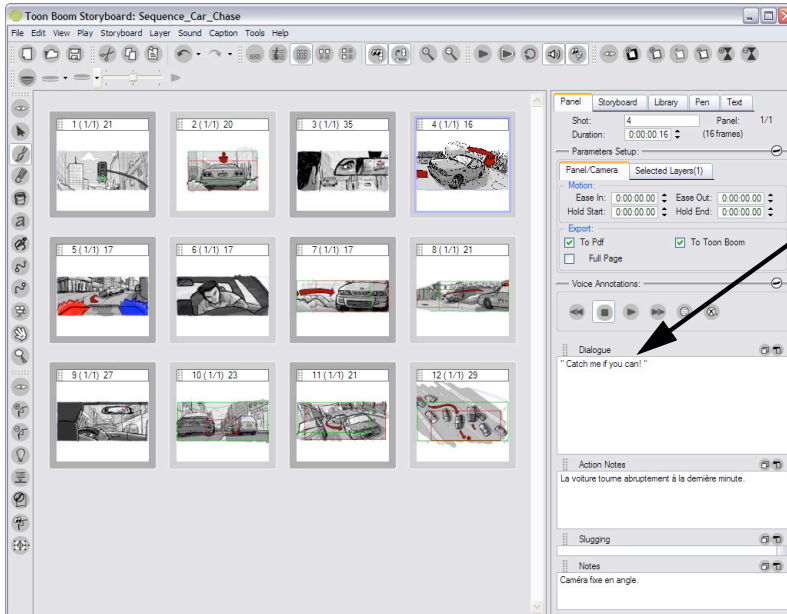 Toon Boom Storyboard: Sequence_Car_Chase
File Edit View Play Storyboard Layer Sound Caption Tools Help
1 ( 1/1) 21
2 ( 1/1) 20
3 ( 1/1) 35
4 ( 1/1) 16
5 ( 1/1) 17
6 ( 1/1) 17
7 ( 1/1) 17
8 ( 1/1) 21
9 ( 1/1) 27
10 ( 1/1) 23
11 ( 1/1) 21
12 ( 1/1) 29
Panel Storyboard Library Pen Text
Shot: 4 Panel: 1/1
Duration: 0:00:00.16 (16 frames)
Parameters Setup:
Panel/Camera Selected Layers(1)
Motion:
Ease In: 0:00:00.00 Ease Out: 0:00:00.00
Hold Start: 0:00:00.00 Hold End: 0:00:00.00
Export:
To Pdf To Toon Boom
Full Page
Voice Annotations:
Dialogue
" Catch me if you can! "
Action Notes
La voiture tourne abruptement à la dernière minute.
Slugging
Notes
Caméra fixe en angle.